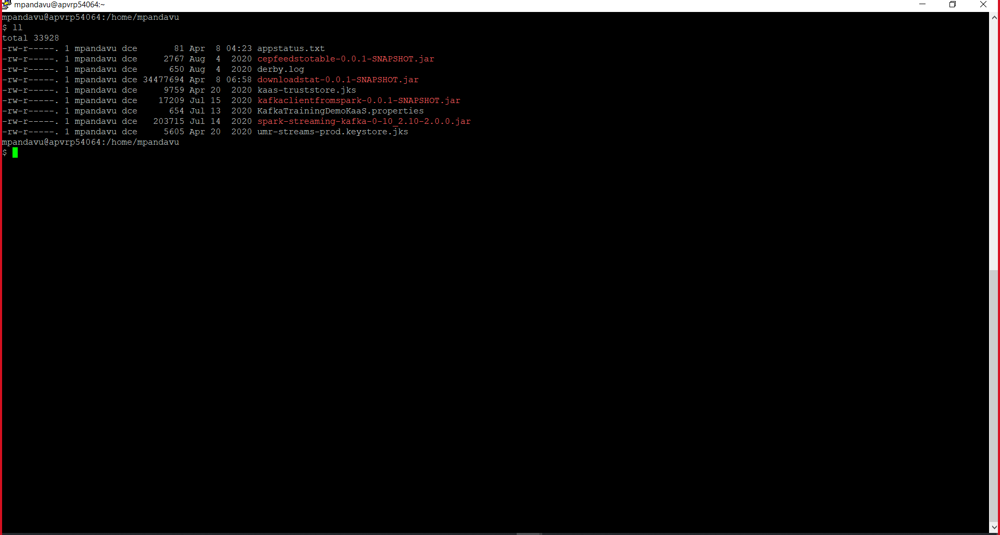 mpandavu@apvrp54064:~
mpandavu@apvrp54064:/home/mpandavu
$ ll
total 33928
-rw-r-----. 1 mpandavu dce       81 Apr  8 04:23 appstatus.txt
-rw-r-----. 1 mpandavu dce     2767 Aug  4  2020 cepfeedstotable-0.0.1-SNAPSHOT.jar
-rw-r-----. 1 mpandavu dce      650 Aug  4  2020 derby.log
-rw-r-----. 1 mpandavu dce 34477694 Apr  8 06:58 downloadstat-0.0.1-SNAPSHOT.jar
-rw-r-----. 1 mpandavu dce     9759 Apr 20  2020 kaas-truststore.jks
-rw-r-----. 1 mpandavu dce    17209 Jul 15  2020 kafkaclientfromspark-0.0.1-SNAPSHOT.jar
-rw-r-----. 1 mpandavu dce      654 Jul 13  2020 KafkaTrainingDemoKaaS.properties
-rw-r-----. 1 mpandavu dce   203715 Jul 14  2020 spark-streaming-kafka-0-10_2.10-2.0.0.jar
-rw-r-----. 1 mpandavu dce     5605 Apr 20  2020 umr-streams-prod.keystore.jks
mpandavu@apvrp54064:/home/mpandavu
$